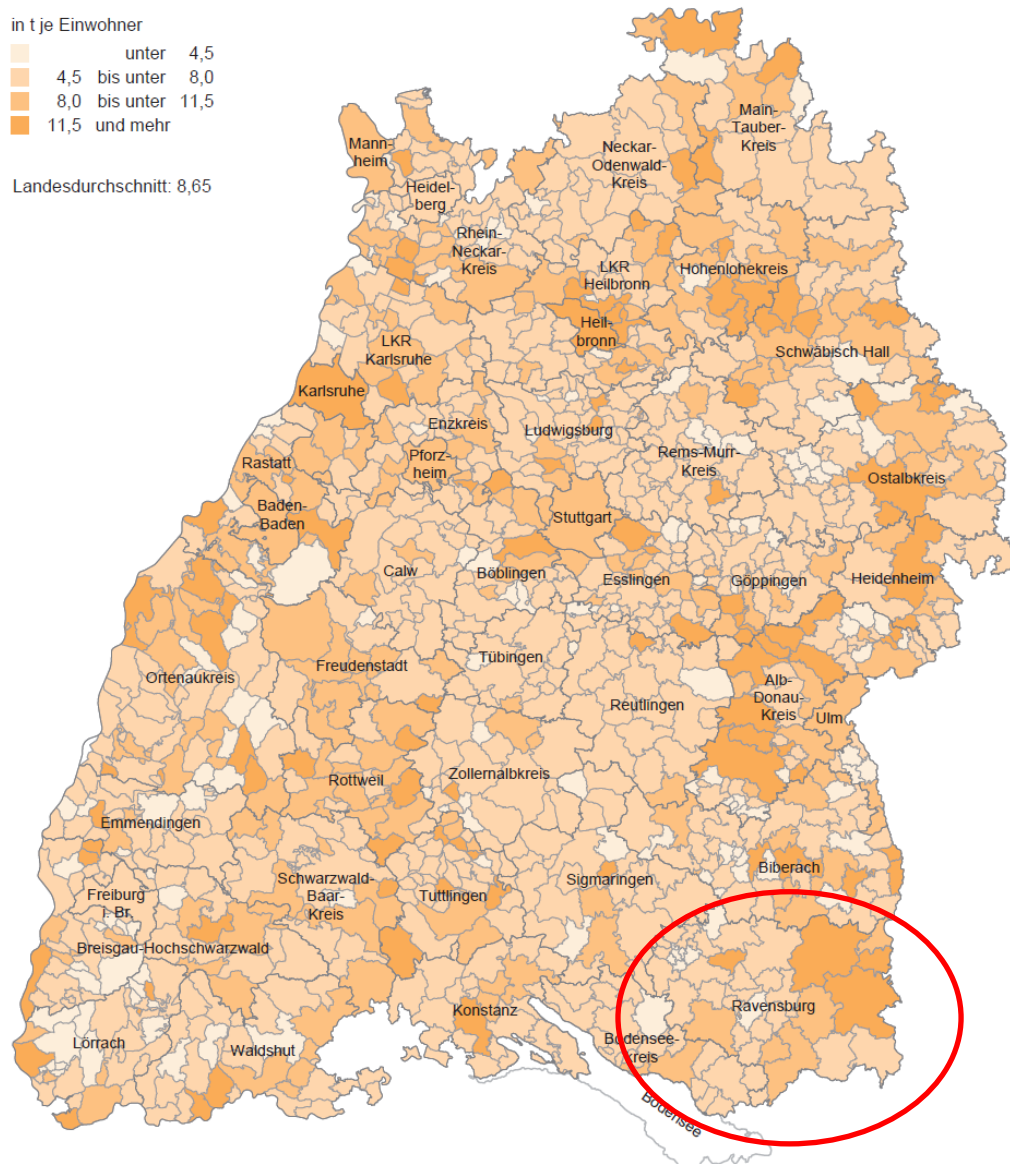 in t je Einwohner
unter 4,5
4,5 bis unter 8,0
8,0 bis unter 11,5
11,5 und mehr
Landesdurchschnitt: 8,65
Main-
Tauber-
Kreis
Mann-
heim
Neckar-
Odenwald-
Kreis
Heidel-
berg
Rhein-
Neckar-
Kreis
LKR
Heilbronn
Hohenlohekreis
Heil-
bronn
LKR
Karlsruhe
Schwäbisch Hall
Karlsruhe
Enzkreis
Ludwigsburg
Rems-Murr-
Kreis
Pforz-
heim
Rastatt
Ostalbkreis
Baden-
Baden
Stuttgart
Calw
Böblingen
Esslingen
Göppingen
Heidenheim
Tübingen
Freudenstadt
Ortenaukreis
Reutlingen
Alb-
Donau-
Kreis
Ulm
Rottweil
Zollernalbkreis
Emmendingen
Biberach
Schwarzwald-
Baar-
Kreis
Tuttlingen
Sigmaringen
Freiburg
i. Br.
Breisgau-Hochschwarzwald
Konstanz
Ravensburg
Bodensee-
kreis
Lörrach
Waldshut
Bodensee